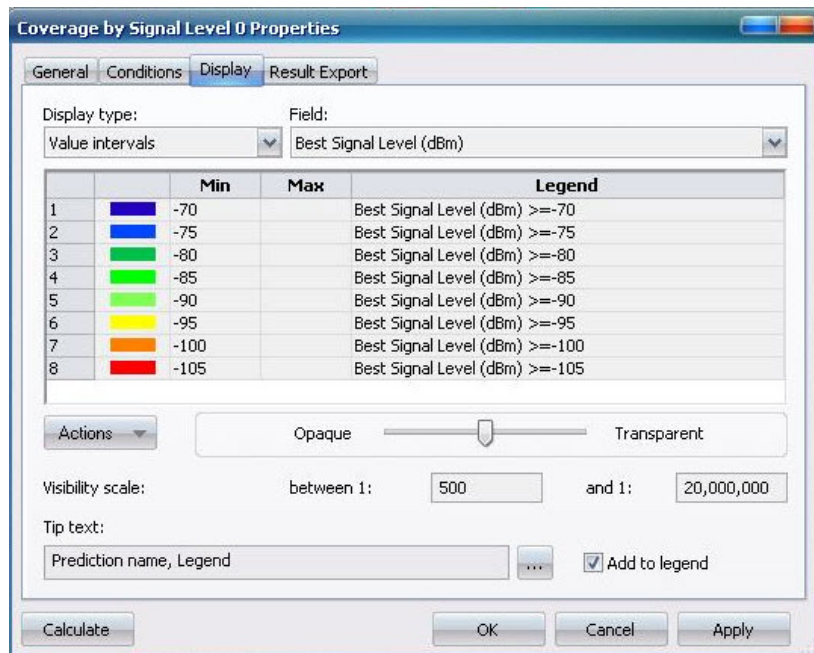 Coverage by Signal Level 0 Properties
General Conditions Display Result Export
Display type: Field:
Value intervals Best Signal Level (dBm)
Min Max Legend
1 -70 Best Signal Level (dBm) >=-70
2 -75 Best Signal Level (dBm) >=-75
3 -80 Best Signal Level (dBm) >=-80
4 -85 Best Signal Level (dBm) >=-85
5 -90 Best Signal Level (dBm) >=-90
6 -95 Best Signal Level (dBm) >=-95
7 -100 Best Signal Level (dBm) >=-100
8 -105 Best Signal Level (dBm) >=-105
Actions Opaque Transparent
Visibility scale: between 1: 500 and 1: 20,000,000
Tip text:
Prediction name, Legend ... Add to legend
Calculate OK Cancel Apply